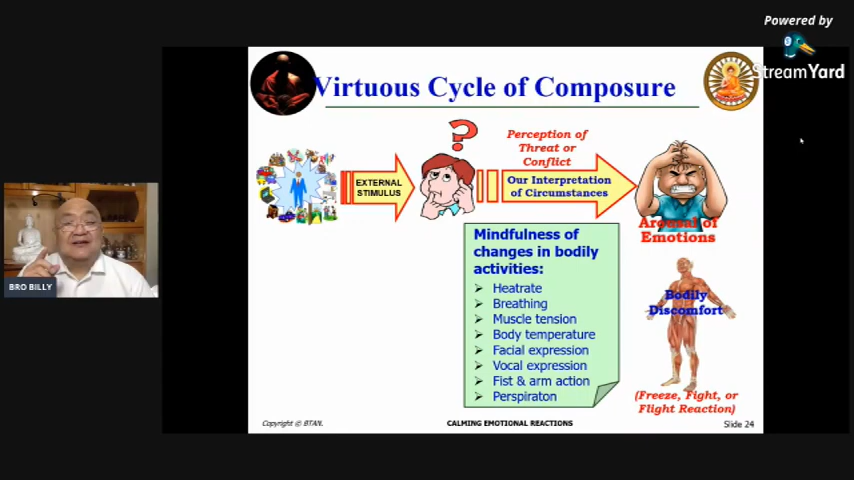 Powered by
StreamYard
Virtuous Cycle of Composure
?
Perception of
Threat or
Conflict
EXTERNAL
STIMULUS
Our Interpretation
of Circumstances
Arousal of
Emotions
Mindfulness of
changes in bodily
activities:
➢ Heatrate
➢ Breathing
➢ Muscle tension
➢ Body temperature
➢ Facial expression
➢ Vocal expression
➢ Fist & arm action
➢ Perspiraton
Bodily
Discomfort
(Freeze, Fight, or
Flight Reaction)
BRO BILLY
Copyright © BTAN.
CALMING EMOTIONAL REACTIONS
Slide 24